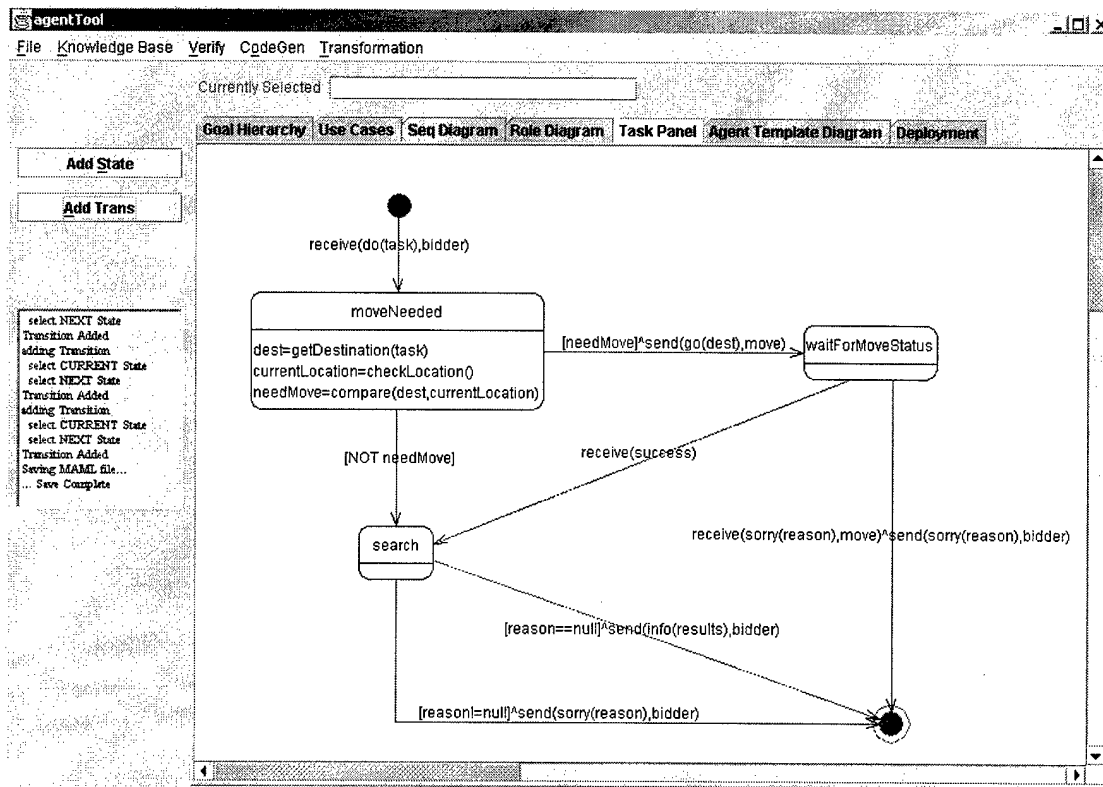 agentTool
File Knowledge Base Verify CodeGen Transformation
Currently Selected
Goal Hierarchy Use Cases Seq Diagram Role Diagram Task Panel Agent Template Diagram Deployment
Add State
Add Trans
select NEXT State
Transition Added
adding Transition
select CURRENT State
select NEXT State
Transition Added
adding Transition
select CURRENT State
select NEXT State
Transition Added
Saving MAML file...
... Save Complete
receive(do(task),bidder)
moveNeeded
dest=getDestination(task)
currentLocation=checkLocation()
needMove=compare(dest,currentLocation)
[needMove]^send(go(dest),move)
waitForMoveStatus
[NOT needMove]
receive(success)
search
receive(sorry(reason),move)^send(sorry(reason),bidder)
[reason==null]^send(info(results),bidder)
[reason!=null]^send(sorry(reason),bidder)